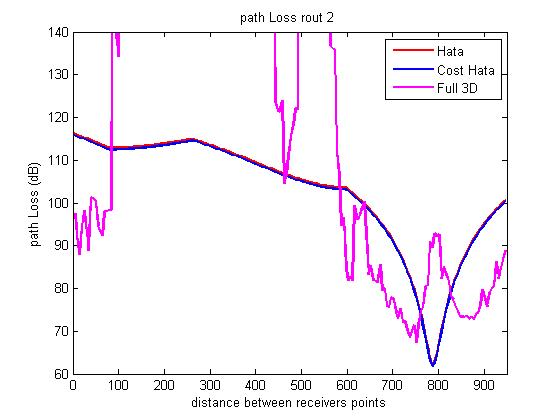 path Loss rout 2
path Loss (dB)
140
130
120
110
100
90
80
70
60
Hata
Cost Hata
Full 3D
0 100 200 300 400 500 600 700 800 900
distance between receivers points